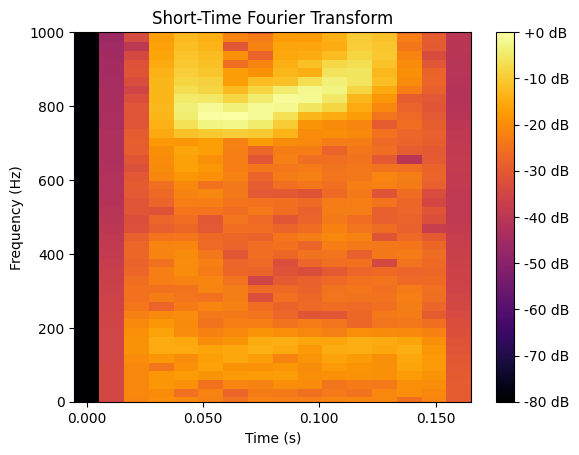 Short-Time Fourier Transform
Frequency (Hz)
1000
800
600
400
200
0
0.000
0.050
0.100
0.150
Time (s)
+0 dB
-10 dB
-20 dB
-30 dB
-40 dB
-50 dB
-60 dB
-70 dB
-80 dB